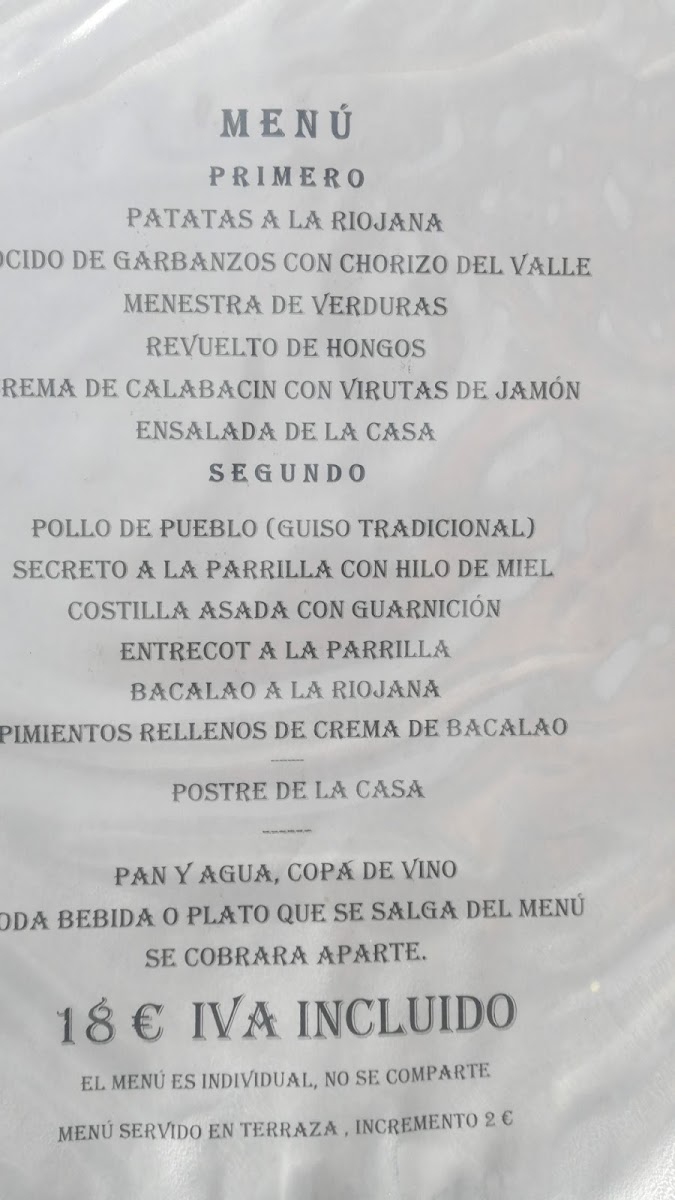 MENÚ
PRIMERO
PATATAS A LA RIOJANA
OCIDO DE GARBANZOS CON CHORIZO DEL VALLE
MENESTRA DE VERDURAS
REVUELTO DE HONGOS
REMA DE CALABACIN CON VIRUTAS DE JAMÓN
ENSALADA DE LA CASA
SEGUNDO
POLLO DE PUEBLO (GUISO TRADICIONAL)
SECRETO A LA PARRILLA CON HILO DE MIEL
COSTILLA ASADA CON GUARNICIÓN
ENTRECOT A LA PARRILLA
BACALAO A LA RIOJANA
PIMIENTOS RELLENOS DE CREMA DE BACALAO
------
POSTRE DE LA CASA
------
PAN Y AGUA, COPA DE VINO
ODA BEBIDA O PLATO QUE SE SALGA DEL MENÚ
SE COBRARA APARTE.
18 € IVA INCLUIDO
EL MENÚ ES INDIVIDUAL, NO SE COMPARTE
MENÚ SERVIDO EN TERRAZA , INCREMENTO 2 €